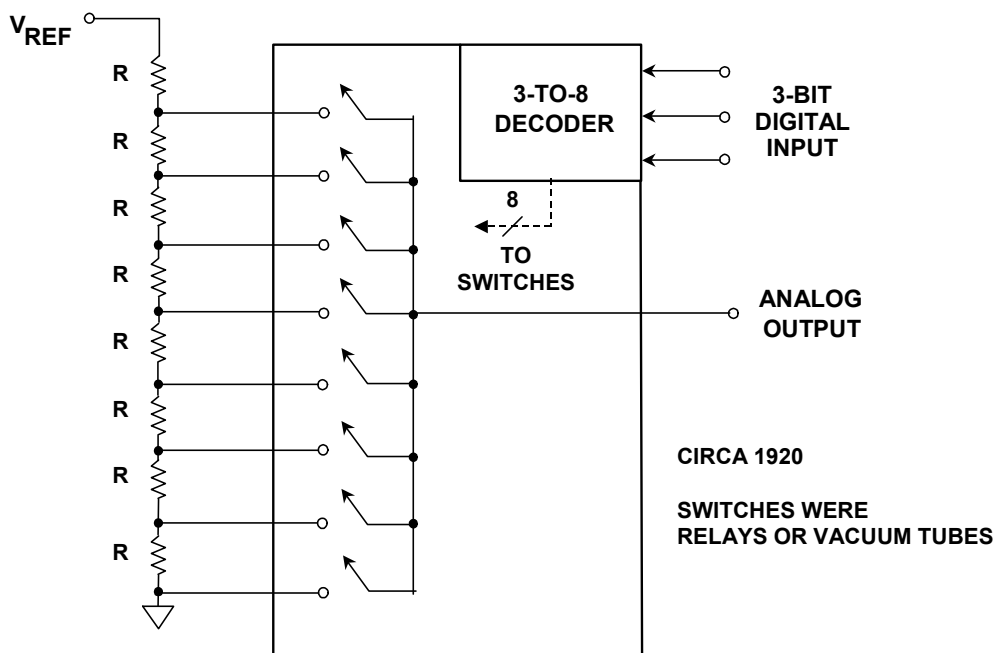 VREF
R
R
R
R
R
R
R
R
3-TO-8
DECODER
3-BIT
DIGITAL
INPUT
8
TO
SWITCHES
ANALOG
OUTPUT
CIRCA 1920
SWITCHES WERE
RELAYS OR VACUUM TUBES